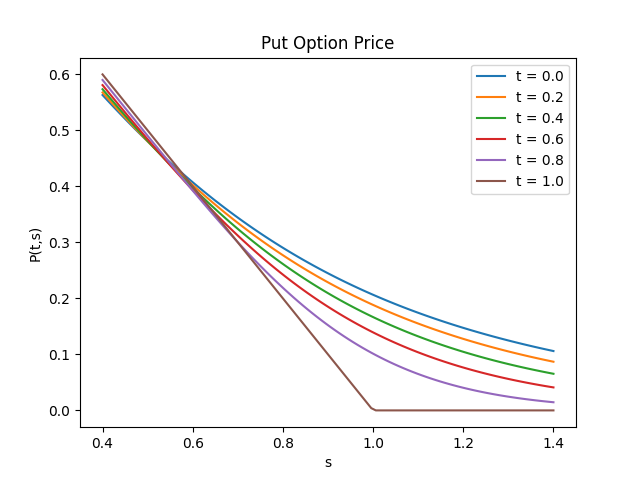 Put Option Price
P(t,s)
0.6
0.5
0.4
0.3
0.2
0.1
0.0
t = 0.0
t = 0.2
t = 0.4
t = 0.6
t = 0.8
t = 1.0
0.4
0.6
0.8
1.0
1.2
1.4
s